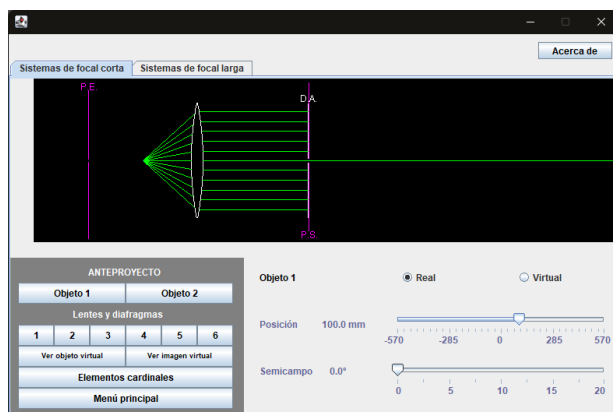 Acerca de
Sistemas de focal corta Sistemas de focal larga
P.E.
D.A.
P.S.
ANTEPROYECTO
Objeto 1 Objeto 2
Lentes y diafragmas
1 2 3 4 5 6
Ver objeto virtual Ver imagen virtual
Elementos cardinales
Menú principal
Objeto 1 Real Virtual
Posición 100.0 mm
-570 -285 0 285 570
Semicampo 0.0º
0 5 10 15 20